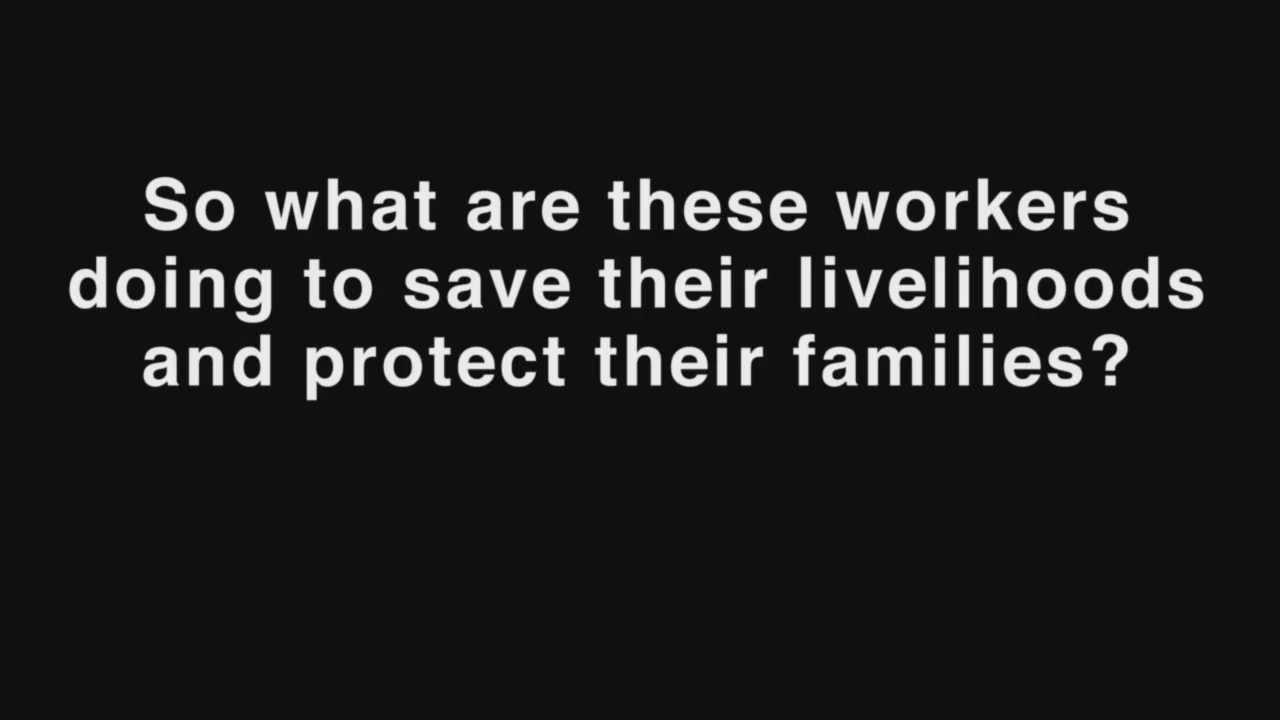 So what are these workers
doing to save their livelihoods
and protect their families?